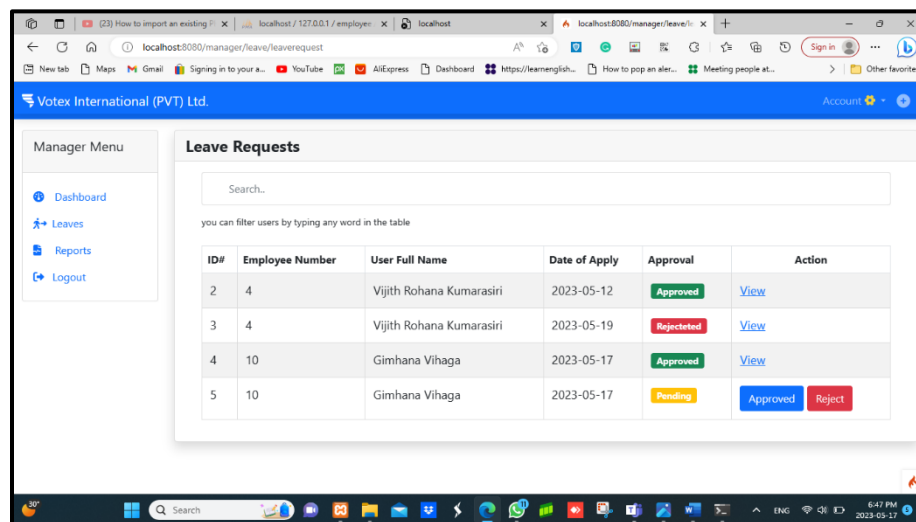 (23) How to import an existing Fl
localhost / 127.0.0.1 / employee
localhost
localhost:8080/manager/leave/le
localhost:8080/manager/leave/leaverequest
Sign in
New tab Maps Gmail Signing in to your a... YouTube AliExpress Dashboard https://learnenglish... How to pop an aler... Meeting people at... Other favorite
Votex International (PVT) Ltd. Account
Manager Menu
Dashboard
Leaves
Reports
Logout
Leave Requests
Search..
you can filter users by typing any word in the table
ID# Employee Number User Full Name Date of Apply Approval Action
2 4 Vijith Rohana Kumarasiri 2023-05-12 Approved View
3 4 Vijith Rohana Kumarasiri 2023-05-19 Rejecteted View
4 10 Gimhana Vihaga 2023-05-17 Approved View
5 10 Gimhana Vihaga 2023-05-17 Pending Approved Reject
30° Search ENG 6:47 PM
2023-05-17